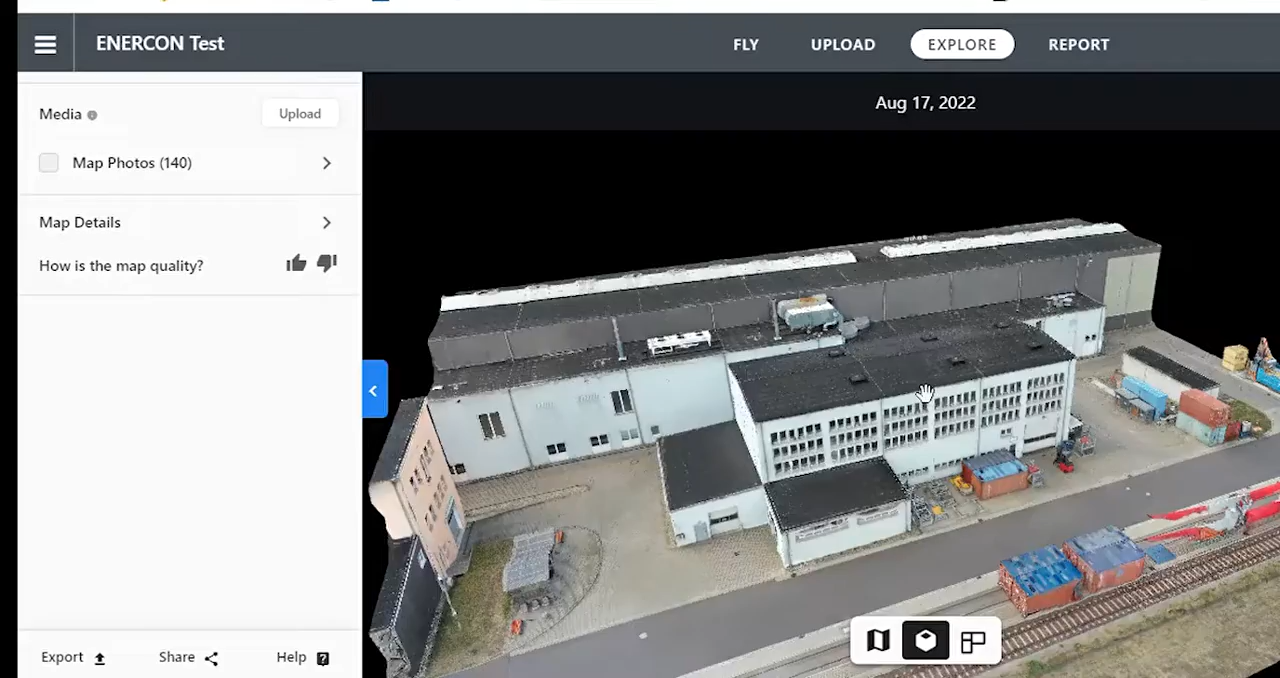 ENERCON Test
FLY
UPLOAD
EXPLORE
REPORT
Media
Upload
Map Photos (140)
Map Details
How is the map quality?
Export
Share
Help
Aug 17, 2022